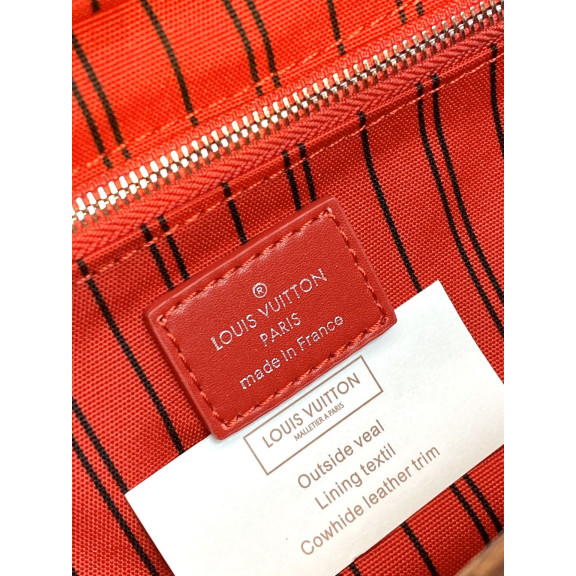 ®
LOUIS VUITTON
PARIS
made in France
LOUIS VUITTON
MALLETIER A PARIS
Outside veal
Lining textil
Cowhide leather trim